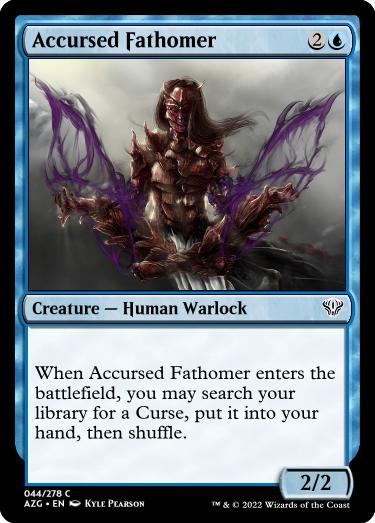 Accursed Fathomer 2
Creature — Human Warlock
When Accursed Fathomer enters the
battlefield, you may search your
library for a Curse, put it into your
hand, then shuffle.
2/2
044/278 C
AZG • EN Kyle Pearson
™ & © 2022 Wizards of the Coast